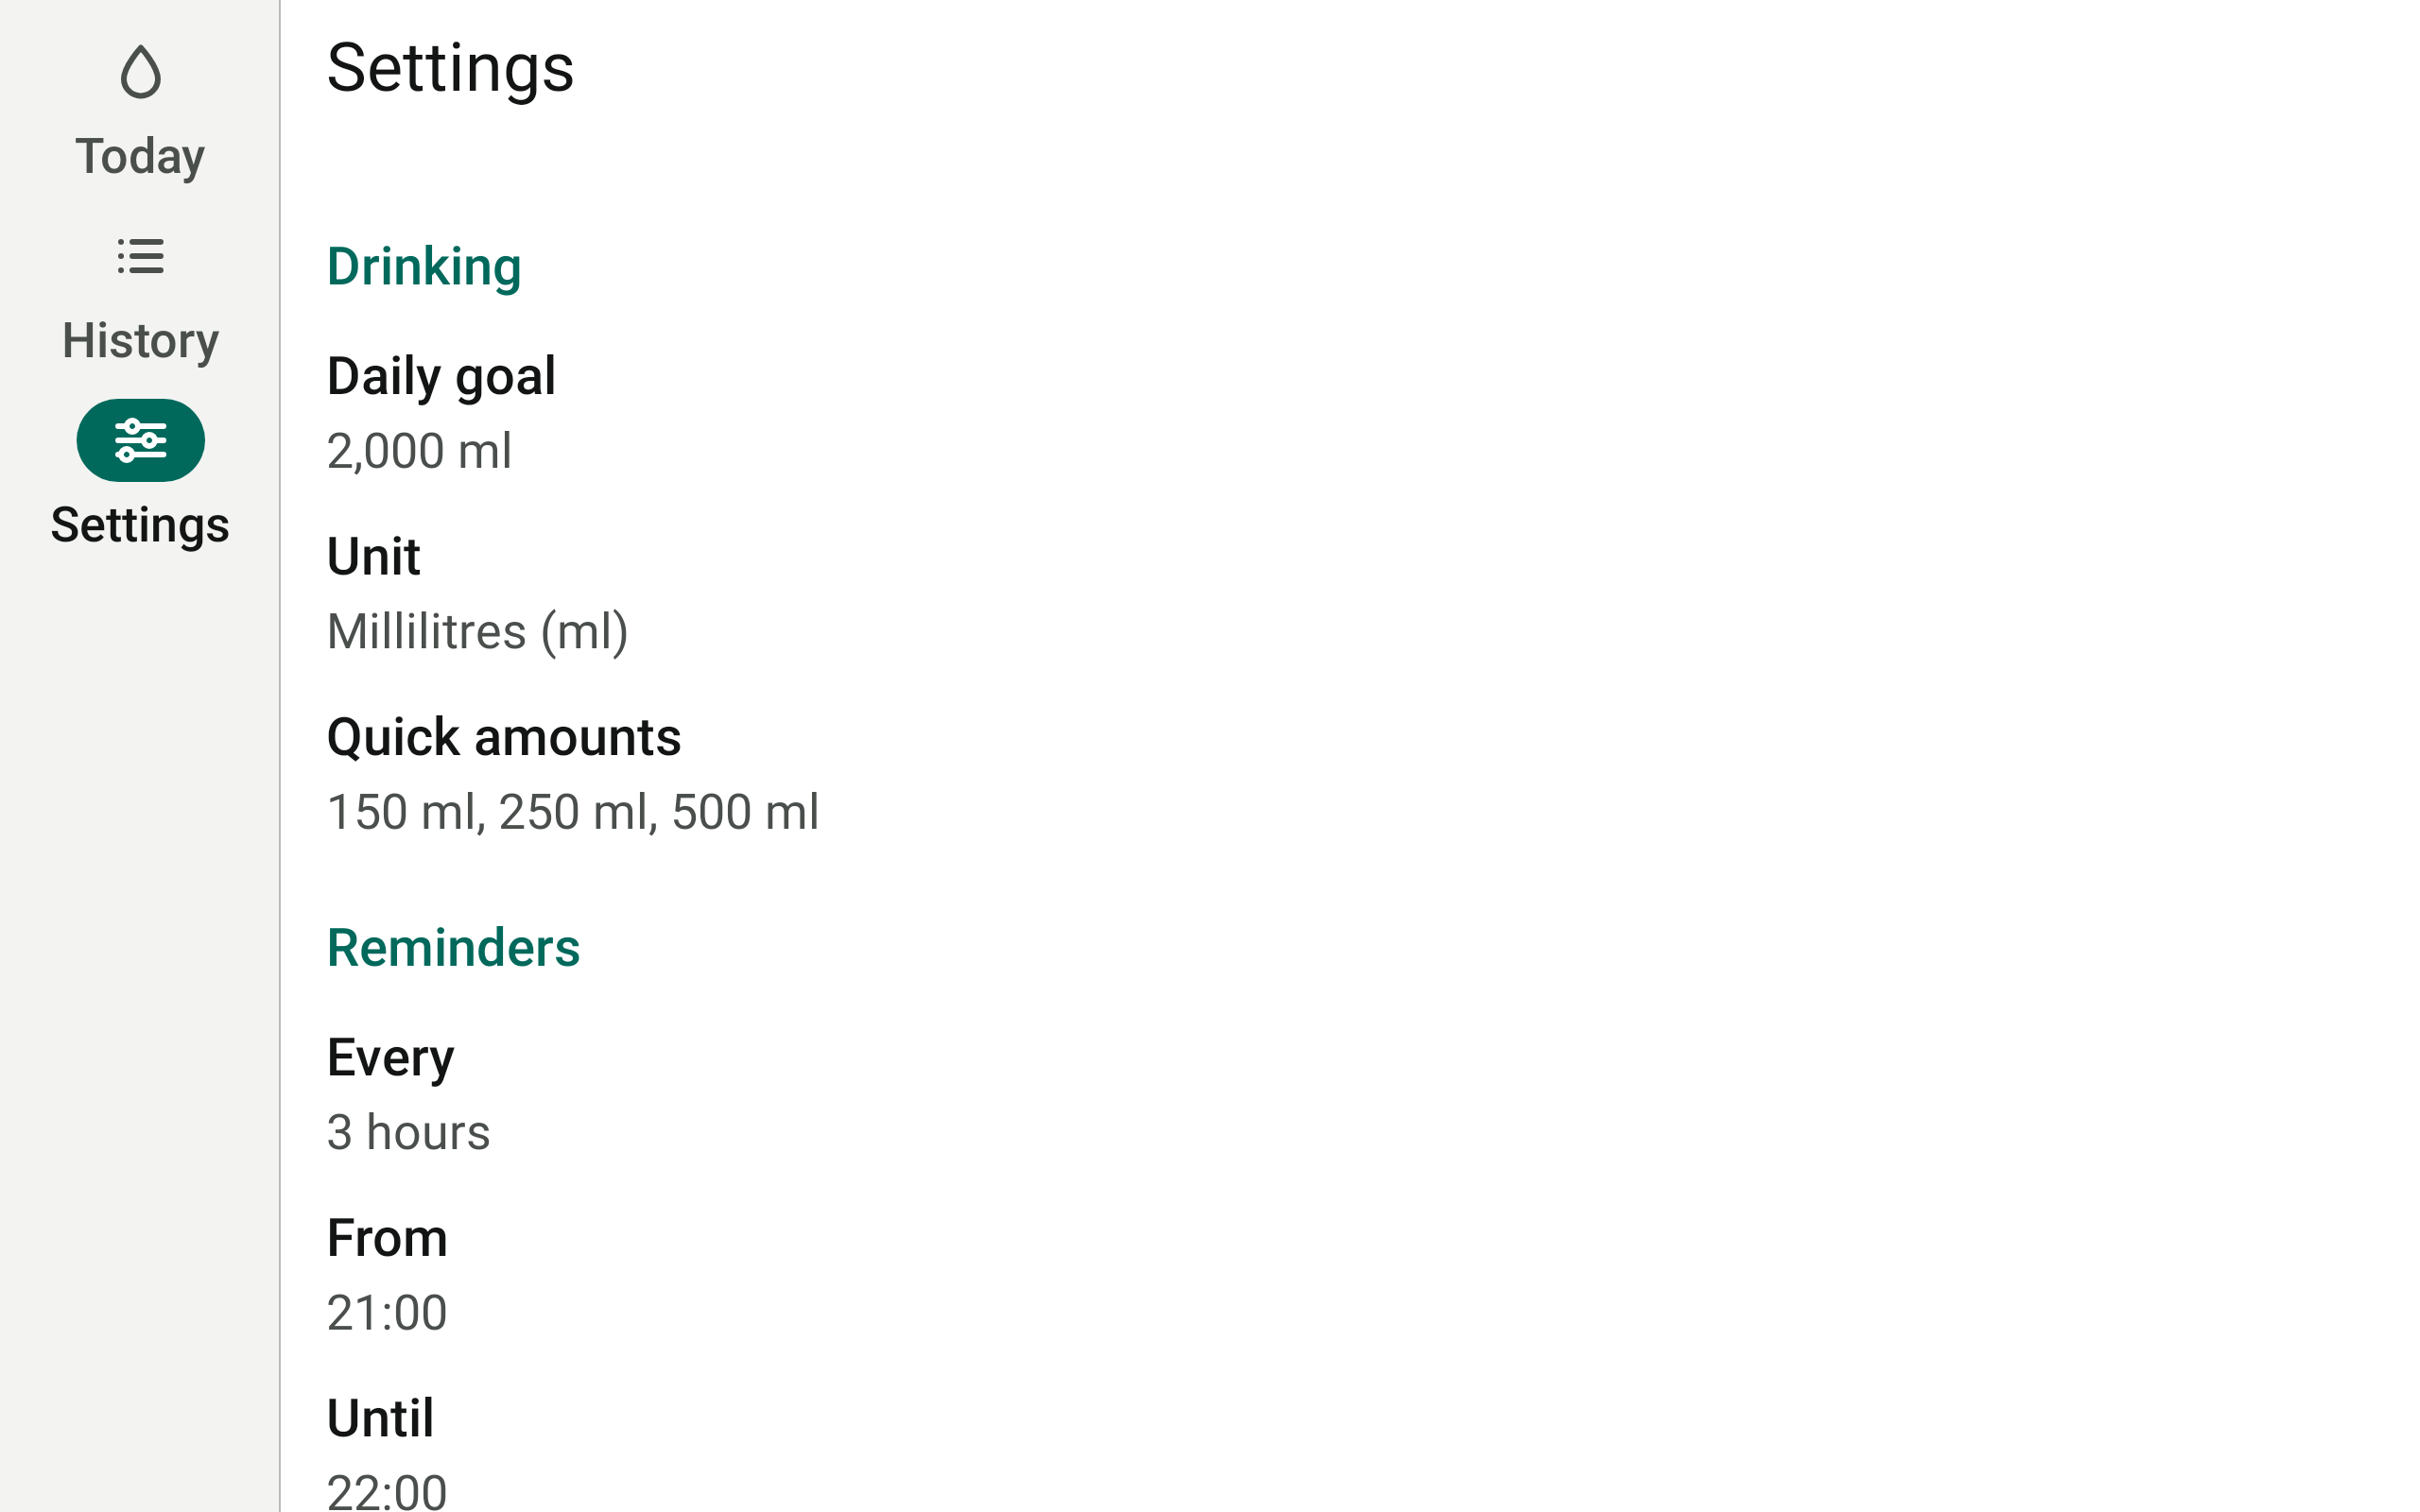 Today
History
Settings
Settings
Drinking
Daily goal
2,000 ml
Unit
Millilitres (ml)
Quick amounts
150 ml, 250 ml, 500 ml
Reminders
Every
3 hours
From
21:00
Until
22:00